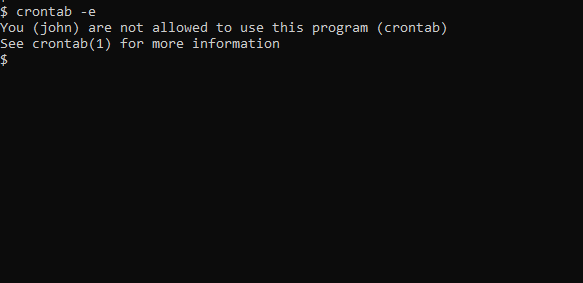 $ crontab -e
You (john) are not allowed to use this program (crontab)
See crontab(1) for more information
$